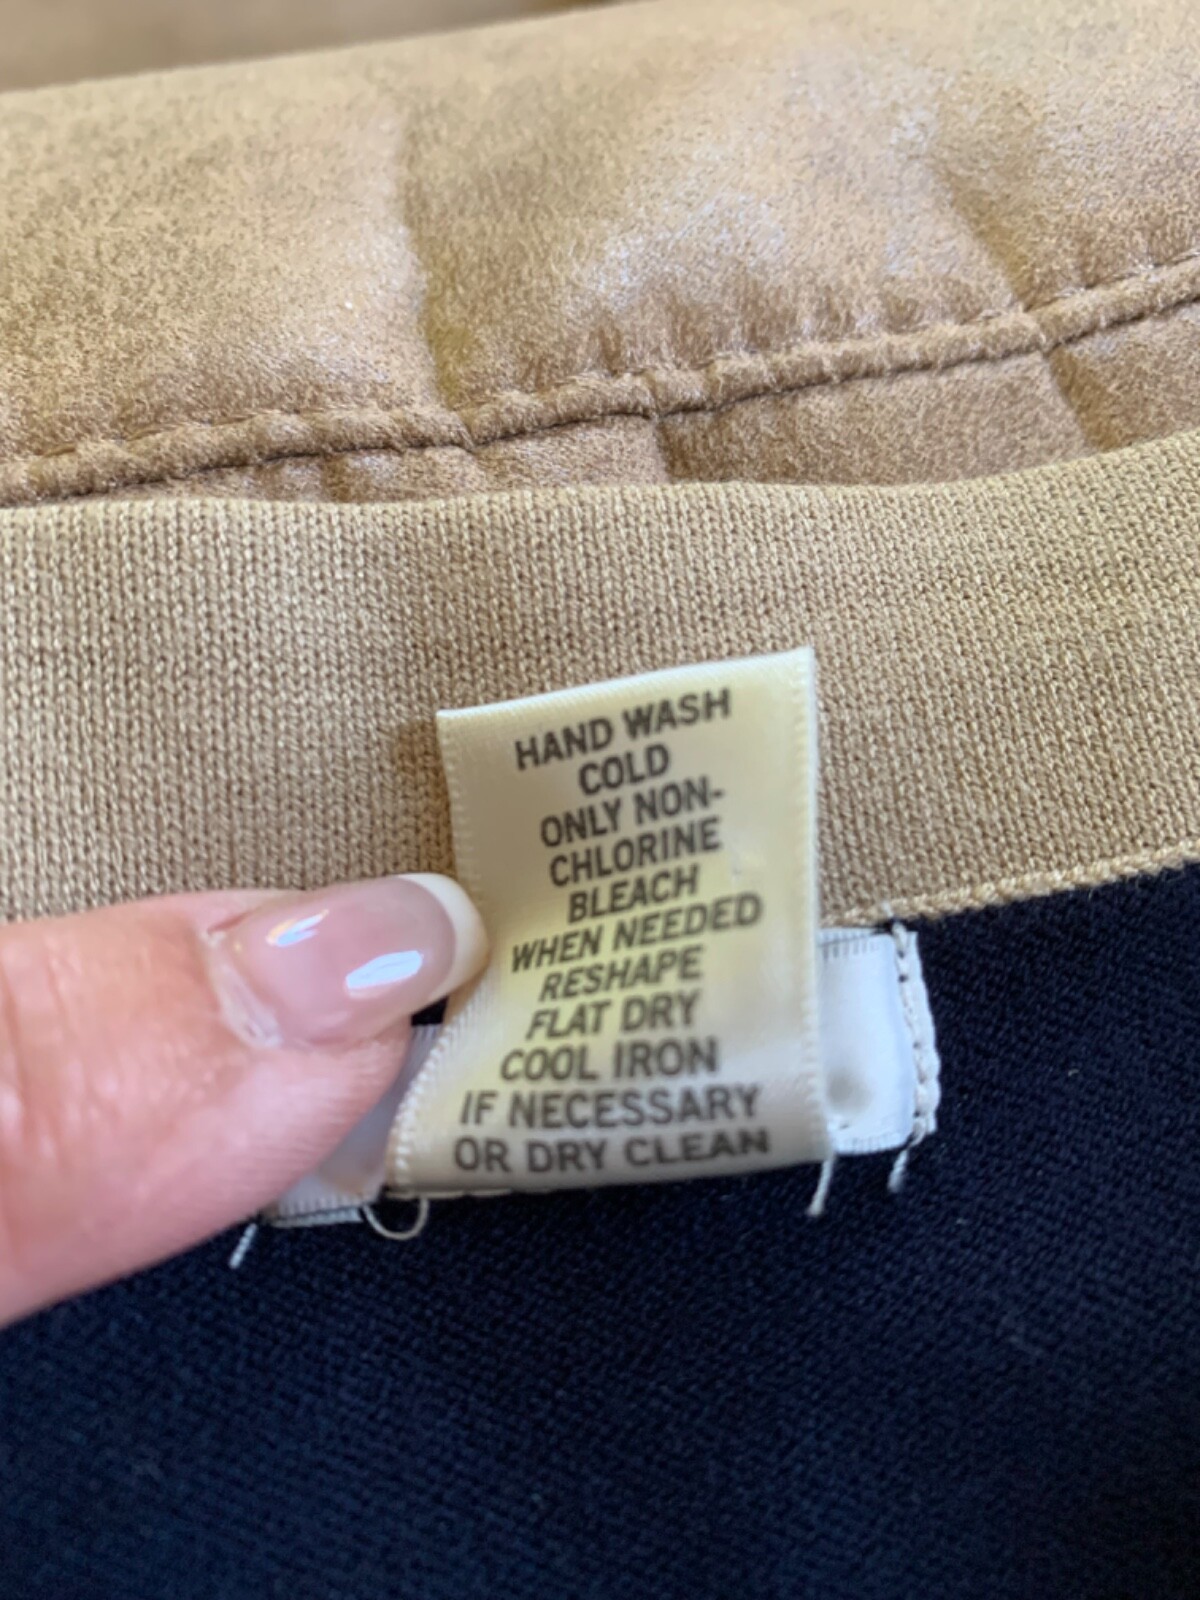 HAND WASH
COLD
ONLY NON-
CHLORINE
BLEACH
WHEN NEEDED
RESHAPE
FLAT DRY
COOL IRON
IF NECESSARY
OR DRY CLEAN